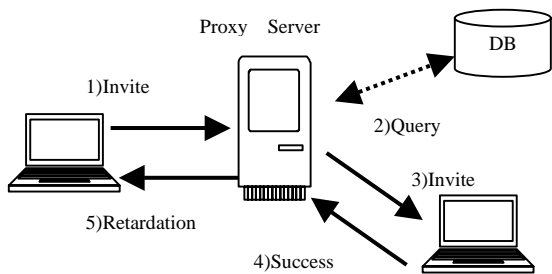 Proxy Server
DB
1)Invite
2)Query
3)Invite
5)Retardation
4)Success